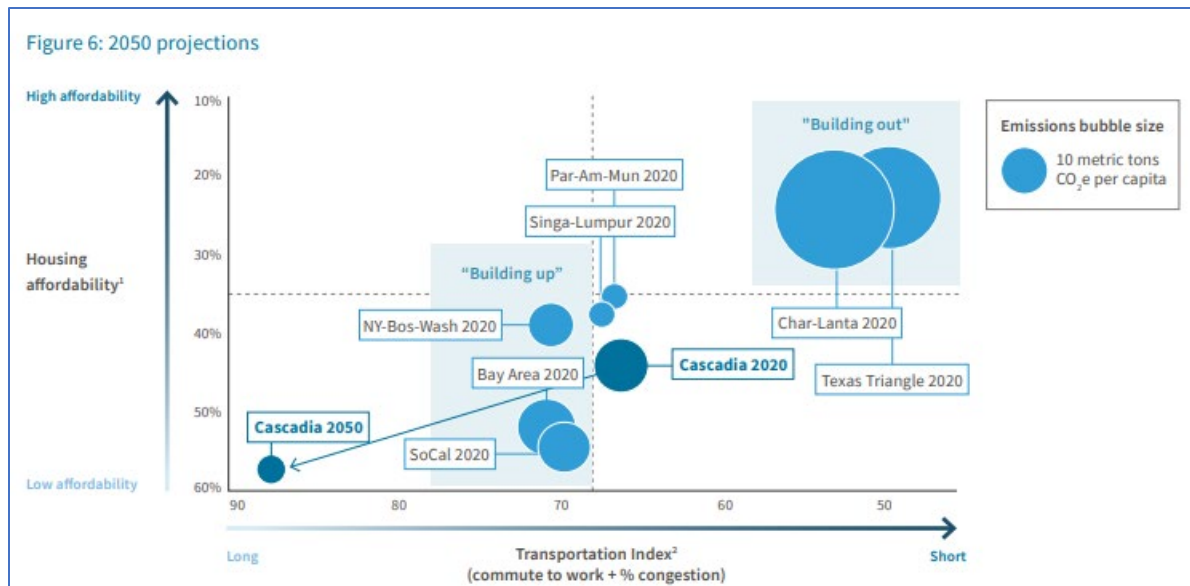 Figure 6: 2050 projections
High affordability
Housing
affordability¹
Low affordability
10%
20%
30%
40%
50%
60%
"Building out"
Par-Am-Mun 2020
Singa-Lumpur 2020
"Building up"
NY-Bos-Wash 2020
Char-Lanta 2020
Bay Area 2020
Cascadia 2020
Texas Triangle 2020
Cascadia 2050
SoCal 2020
90
80
70
60
50
Long
Transportation Index²
(commute to work + % congestion)
Short
Emissions bubble size
10 metric tons
CO₂e per capita